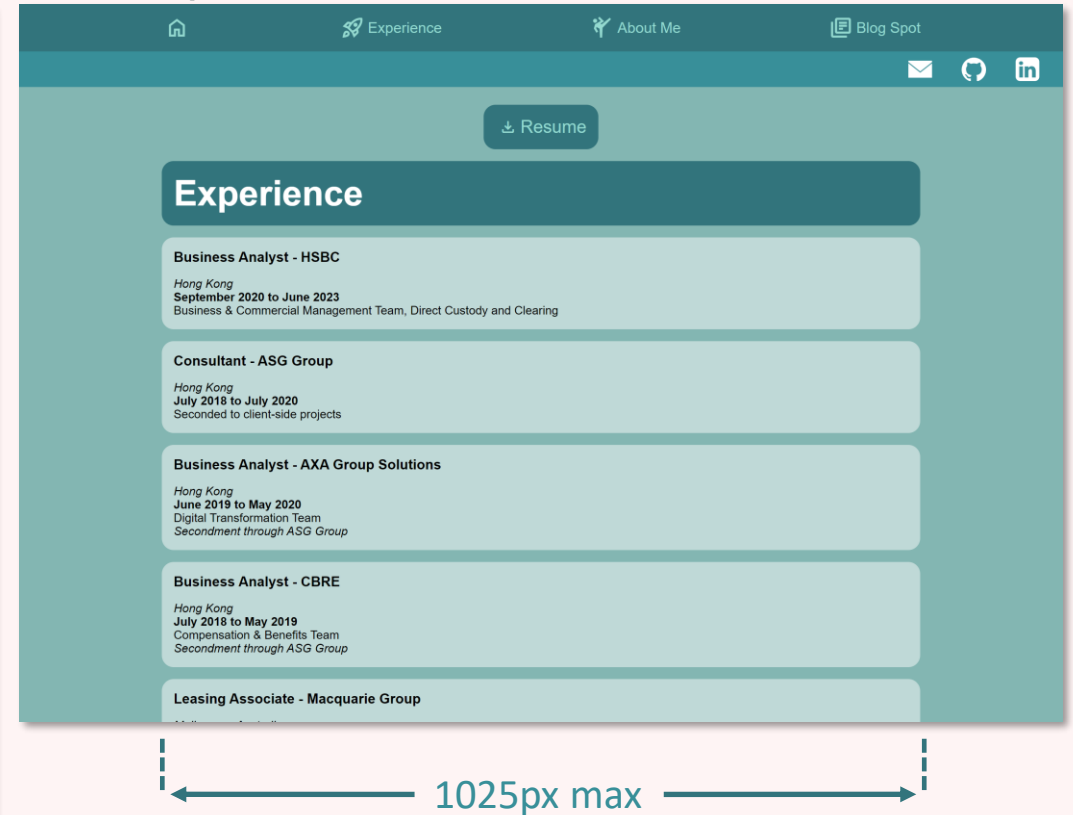 Experience
About Me
Blog Spot
in
Resume
Experience
Business Analyst - HSBC
Hong Kong
September 2020 to June 2023
Business & Commercial Management Team, Direct Custody and Clearing
Consultant - ASG Group
Hong Kong
July 2018 to July 2020
Seconded to client-side projects
Business Analyst - AXA Group Solutions
Hong Kong
June 2019 to May 2020
Digital Transformation Team
Secondment through ASG Group
Business Analyst - CBRE
Hong Kong
July 2018 to May 2019
Compensation & Benefits Team
Secondment through ASG Group
Leasing Associate - Macquarie Group
1025px max